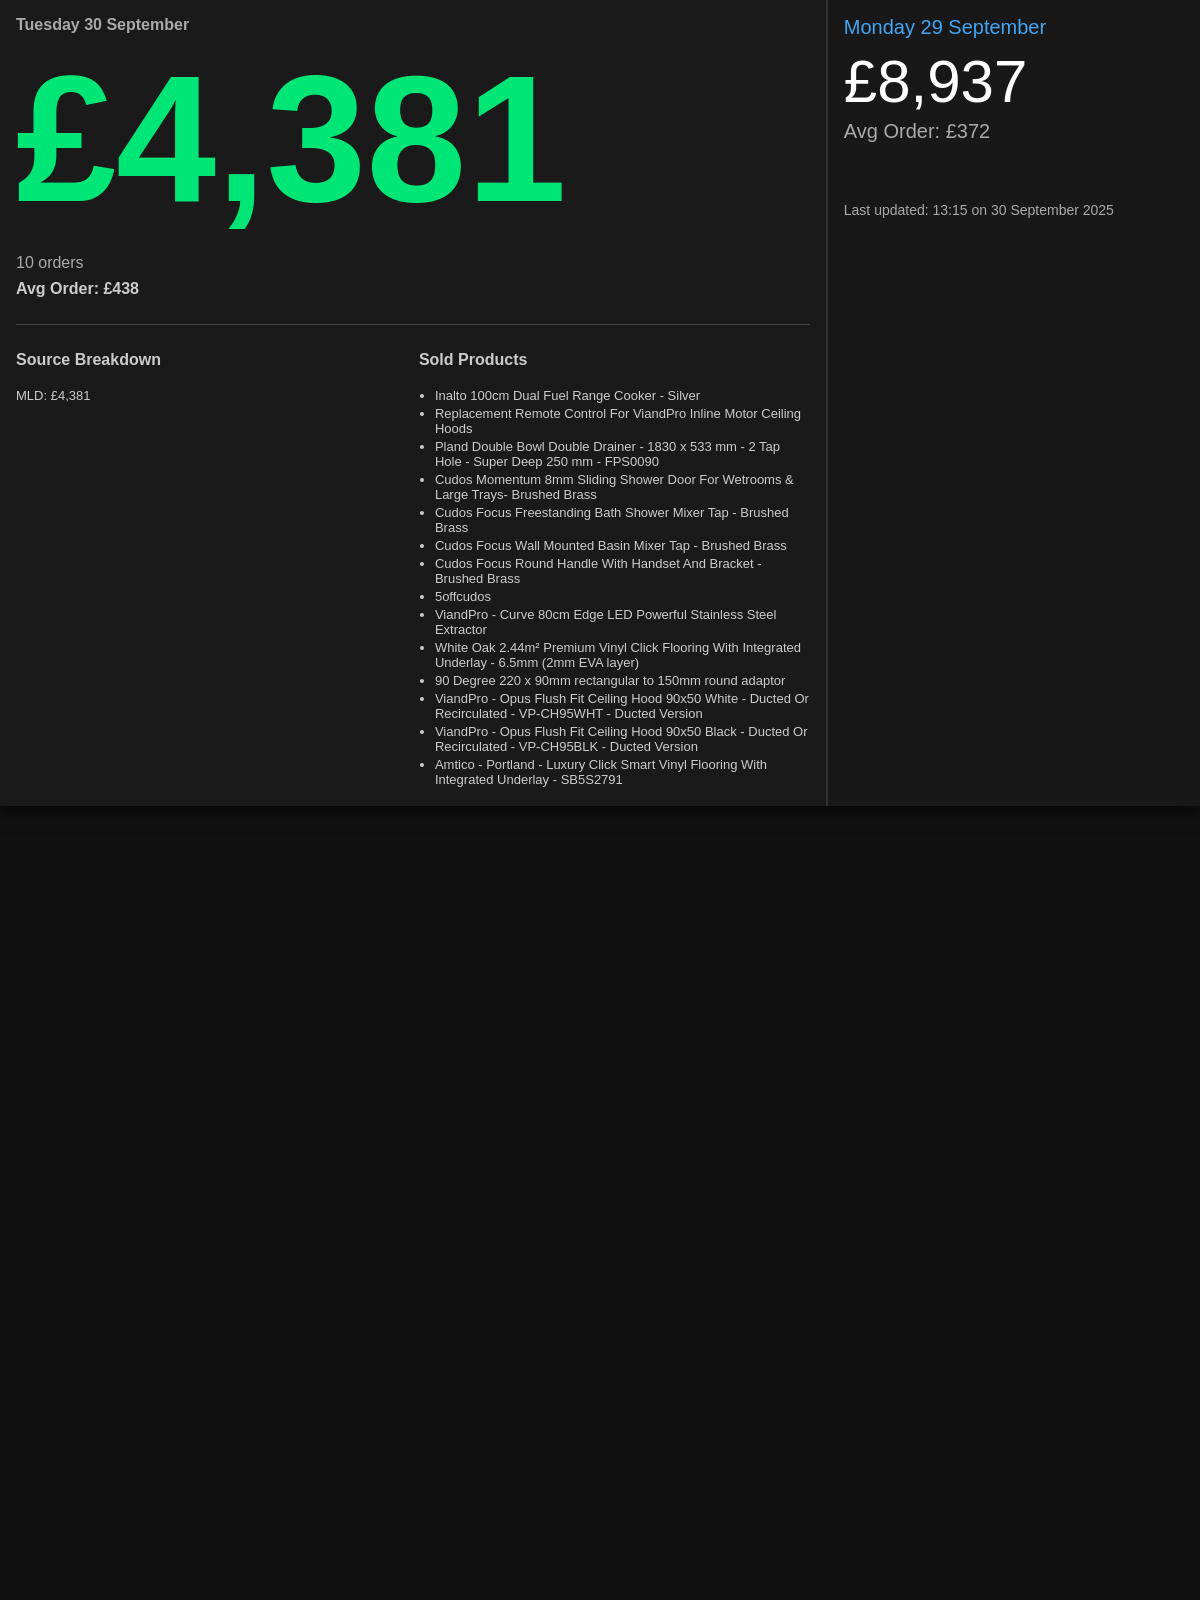 Tuesday 30 September
£4,381
10 orders
Avg Order: £438
Source Breakdown
MLD: £4,381
Sold Products
Inalto 100cm Dual Fuel Range Cooker - Silver
Replacement Remote Control For ViandPro Inline Motor Ceiling
Hoods
Pland Double Bowl Double Drainer - 1830 x 533 mm - 2 Tap
Hole - Super Deep 250 mm - FPS0090
Cudos Momentum 8mm Sliding Shower Door For Wetrooms &
Large Trays- Brushed Brass
Cudos Focus Freestanding Bath Shower Mixer Tap - Brushed
Brass
Cudos Focus Wall Mounted Basin Mixer Tap - Brushed Brass
Cudos Focus Round Handle With Handset And Bracket -
Brushed Brass
5offcudos
ViandPro - Curve 80cm Edge LED Powerful Stainless Steel
Extractor
White Oak 2.44m² Premium Vinyl Click Flooring With Integrated
Underlay - 6.5mm (2mm EVA layer)
90 Degree 220 x 90mm rectangular to 150mm round adaptor
ViandPro - Opus Flush Fit Ceiling Hood 90x50 White - Ducted Or
Recirculated - VP-CH95WHT - Ducted Version
ViandPro - Opus Flush Fit Ceiling Hood 90x50 Black - Ducted Or
Recirculated - VP-CH95BLK - Ducted Version
Amtico - Portland - Luxury Click Smart Vinyl Flooring With
Integrated Underlay - SB5S2791
Monday 29 September
£8,937
Avg Order: £372
Last updated: 13:15 on 30 September 2025